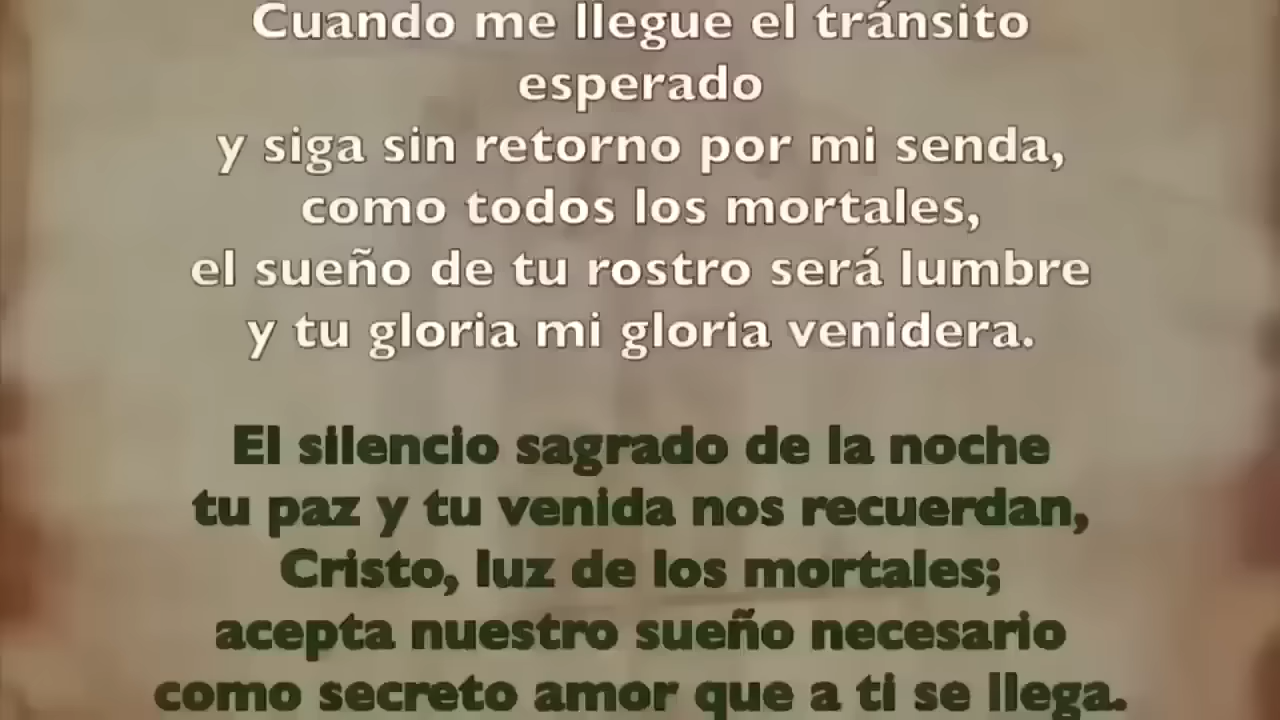 Cuando me llegue el tránsito
esperado
y siga sin retorno por mi senda,
como todos los mortales,
el sueño de tu rostro será lumbre
y tu gloria mi gloria venidera.
El silencio sagrado de la noche
tu paz y tu venida nos recuerdan,
Cristo, luz de los mortales;
acepta nuestro sueño necesario
como secreto amor que a ti se llega.